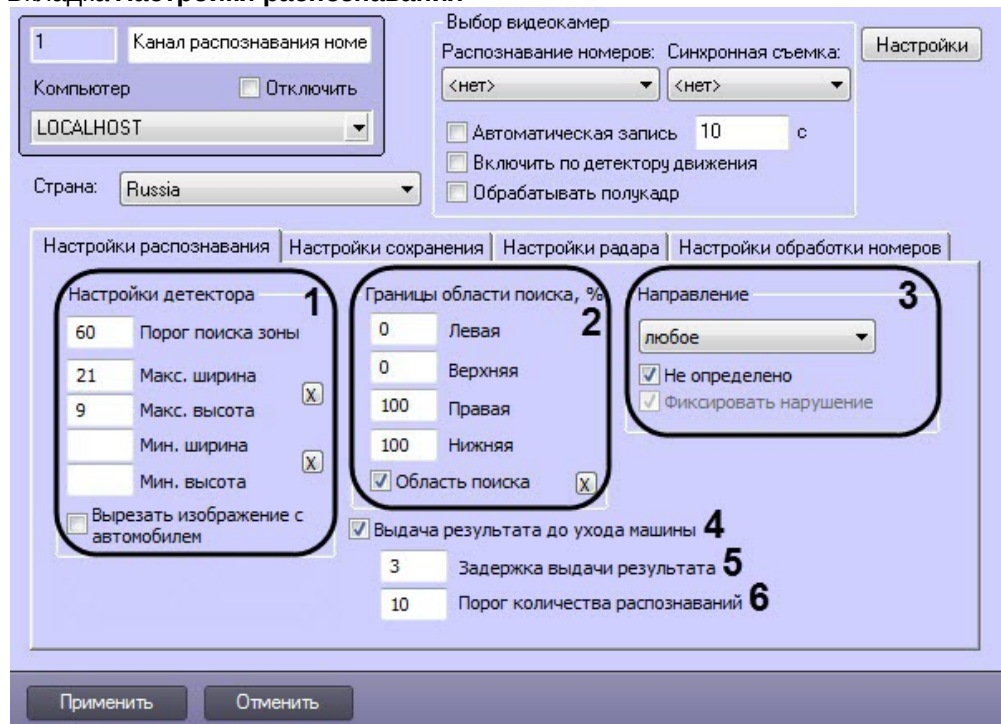 Вкладка Настройки распознавания
1
Канал распознавания номе
Компьютер
Отключить
LOCALHOST
Страна:
Russia
Выбор видеокамер
Распознавание номеров:
Синхронная съемка:
<нет>
<нет>
Автоматическая запись 10 с
Включить по детектору движения
Обрабатывать полукадр
Настройки
Настройки распознавания
Настройки сохранения
Настройки радара
Настройки обработки номеров
Настройки детектора
1
60 Порог поиска зоны
21 Макс. ширина
9 Макс. высота
X
Мин. ширина
Мин. высота
X
Вырезать изображение с
автомобилем
Границы области поиска, %
2
0 Левая
0 Верхняя
100 Правая
100 Нижняя
Область поиска
X
Направление
3
любое
Не определено
Фиксировать нарушение
Выдача результата до ухода машины 4
3 Задержка выдачи результата 5
10 Порог количества распознаваний 6
Применить
Отменить